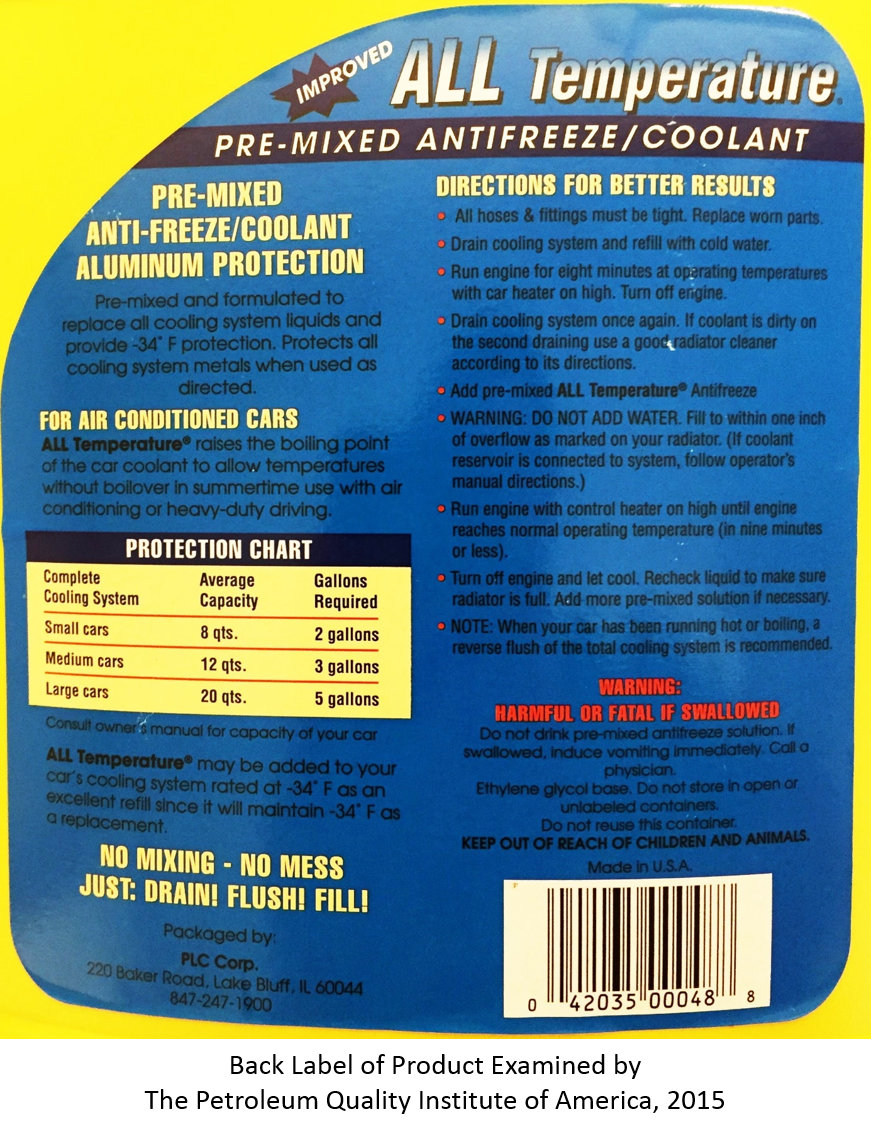 IMPROVED
ALL Temperature®
PRE-MIXED ANTIFREEZE/COOLANT
PRE-MIXED
ANTI-FREEZE/COOLANT
ALUMINUM PROTECTION
Pre-mixed and formulated to
replace all cooling system liquids and
provide -34° F protection. Protects all
cooling system metals when used as
directed.
FOR AIR CONDITIONED CARS
ALL Temperature® raises the boiling point
of the car coolant to allow temperatures
without boilover in summertime use with air
conditioning or heavy-duty driving.
PROTECTION CHART
Complete Average Gallons
Cooling System Capacity Required
Small cars 8 qts. 2 gallons
Medium cars 12 qts. 3 gallons
Large cars 20 qts. 5 gallons
Consult owner's manual for capacity of your car
ALL Temperature® may be added to your
car's cooling system rated at -34° F as an
excellent refill since it will maintain -34° F as
a replacement.
NO MIXING - NO MESS
JUST: DRAIN! FLUSH! FILL!
Packaged by:
PLC Corp.
220 Baker Road, Lake Bluff, IL 60044
847-247-1900
DIRECTIONS FOR BETTER RESULTS
• All hoses & fittings must be tight. Replace worn parts.
• Drain cooling system and refill with cold water.
• Run engine for eight minutes at operating temperatures
with car heater on high. Turn off engine.
• Drain cooling system once again. If coolant is dirty on
the second draining use a good radiator cleaner
according to its directions.
• Add pre-mixed ALL Temperature® Antifreeze
• WARNING: DO NOT ADD WATER. Fill to within one inch
of overflow as marked on your radiator. (If coolant
reservoir is connected to system, follow operator's
manual directions.)
• Run engine with control heater on high until engine
reaches normal operating temperature (in nine minutes
or less).
• Turn off engine and let cool. Recheck liquid to make sure
radiator is full. Add more pre-mixed solution if necessary.
• NOTE: When your car has been running hot or boiling, a
reverse flush of the total cooling system is recommended.
WARNING:
HARMFUL OR FATAL IF SWALLOWED
Do not drink pre-mixed antifreeze solution. If
swallowed, induce vomiting immediately. Call a
physician.
Ethylene glycol base. Do not store in open or
unlabeled containers.
Do not reuse this container.
KEEP OUT OF REACH OF CHILDREN AND ANIMALS.
Made in U.S.A.
0 42035 00048 8
Back Label of Product Examined by
The Petroleum Quality Institute of America, 2015